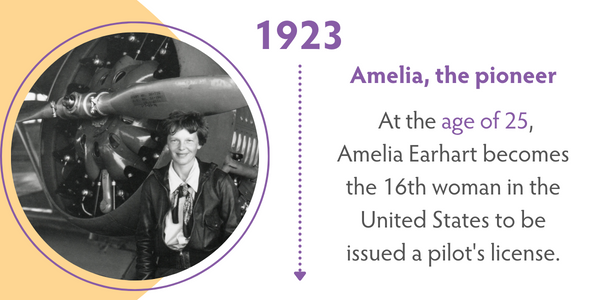 1923
Amelia, the pioneer
At the age of 25,
Amelia Earhart becomes
the 16th woman in the
United States to be
issued a pilot's license.